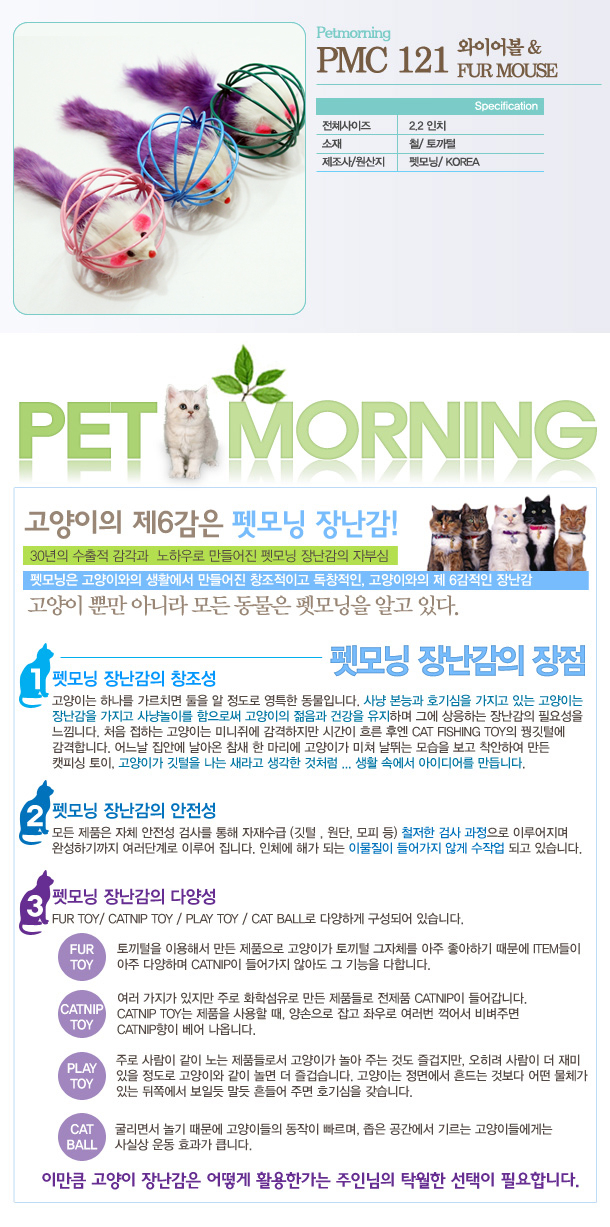 Petmorning
PMC 121 와이어볼 &
FUR MOUSE
Specification
전체사이즈 2.2 인치
소재 철/ 토끼털
제조사/원산지 펫모닝/ KOREA
PET MORNING
고양이의 제6감은 펫모닝 장난감!
30년의 수출적 감각과 노하우로 만들어진 펫모닝 장난감의 자부심
펫모닝은 고양이와의 생활에서 만들어진 창조적이고 독창적인, 고양이와의 제 6감적인 장난감
고양이 뿐만 아니라 모든 동물은 펫모닝을 알고 있다.
펫모닝 장난감의 장점
1 펫모닝 장난감의 창조성
고양이는 하나를 가르치면 둘을 알 정도로 영특한 동물입니다. 사냥 본능과 호기심을 가지고 있는 고양이는
장난감을 가지고 사냥놀이를 함으로써 고양이의 젊음과 건강을 유지하며 그에 상응하는 장난감의 필요성을
느낍니다. 처음 접하는 고양이는 미니쥐에 감격하지만 시간이 흐른 후엔 CAT FISHING TOY의 꿩깃털에
감격합니다. 어느날 집안에 날아온 참새 한 마리에 고양이가 미쳐 날뛰는 모습을 보고 착안하여 만든
캣피싱 토이, 고양이가 깃털을 나는 새라고 생각한 것처럼 ... 생활 속에서 아이디어를 만듭니다.
2 펫모닝 장난감의 안전성
모든 제품은 자체 안전성 검사를 통해 자재수급 (깃털 , 원단, 모피 등) 철저한 검사 과정으로 이루어지며
완성하기까지 여러단계로 이루어 집니다. 인체에 해가 되는 이물질이 들어가지 않게 수작업 되고 있습니다.
3 펫모닝 장난감의 다양성
FUR TOY/ CATNIP TOY / PLAY TOY / CAT BALL로 다양하게 구성되어 있습니다.
FUR
TOY
토끼털을 이용해서 만든 제품으로 고양이가 토끼털 그자체를 아주 좋아하기 때문에 ITEM들이
아주 다양하며 CATNIP이 들어가지 않아도 그 기능을 다합니다.
CATNIP
TOY
여러 가지가 있지만 주로 화학섬유로 만든 제품들로 전제품 CATNIP이 들어갑니다.
CATNIP TOY는 제품을 사용할 때, 양손으로 잡고 좌우로 여러번 꺽어서 비벼주면
CATNIP향이 베어 나옵니다.
PLAY
TOY
주로 사람이 같이 노는 제품들로서 고양이가 놀아 주는 것도 즐겁지만, 오히려 사람이 더 재미
있을 정도로 고양이와 같이 놀면 더 즐겁습니다. 고양이는 정면에서 흔드는 것보다 어떤 물체가
있는 뒤쪽에서 보일듯 말듯 흔들어 주면 호기심을 갖습니다.
CAT
BALL
굴리면서 놀기 때문에 고양이들의 동작이 빠르며, 좁은 공간에서 기르는 고양이들에게는
사실상 운동 효과가 큽니다.
이만큼 고양이 장난감은 어떻게 활용한가는 주인님의 탁월한 선택이 필요합니다.